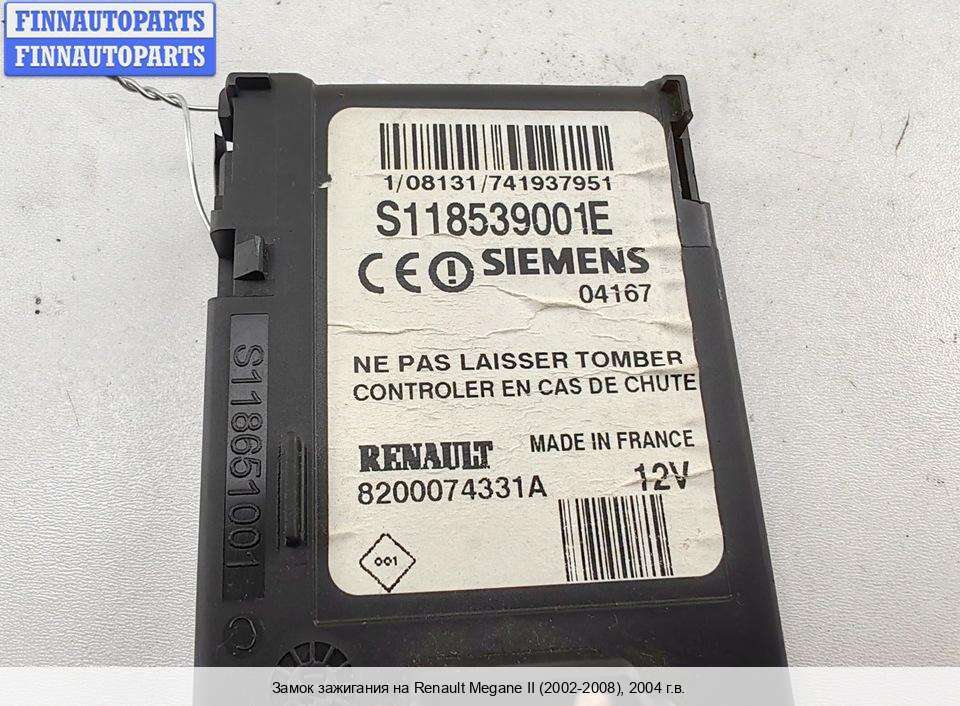 FINNAUTOPARTS
FINNAUTOPARTS
1/08131/741937951
S118539001E
CE SIEMENS
04167
NE PAS LAISSER TOMBER
CONTROLER EN CAS DE CHUTE
RENAULT MADE IN FRANCE
8200074331A 12V
001
S118651001
Замок зажигания на Renault Megane II (2002-2008), 2004 г.в.